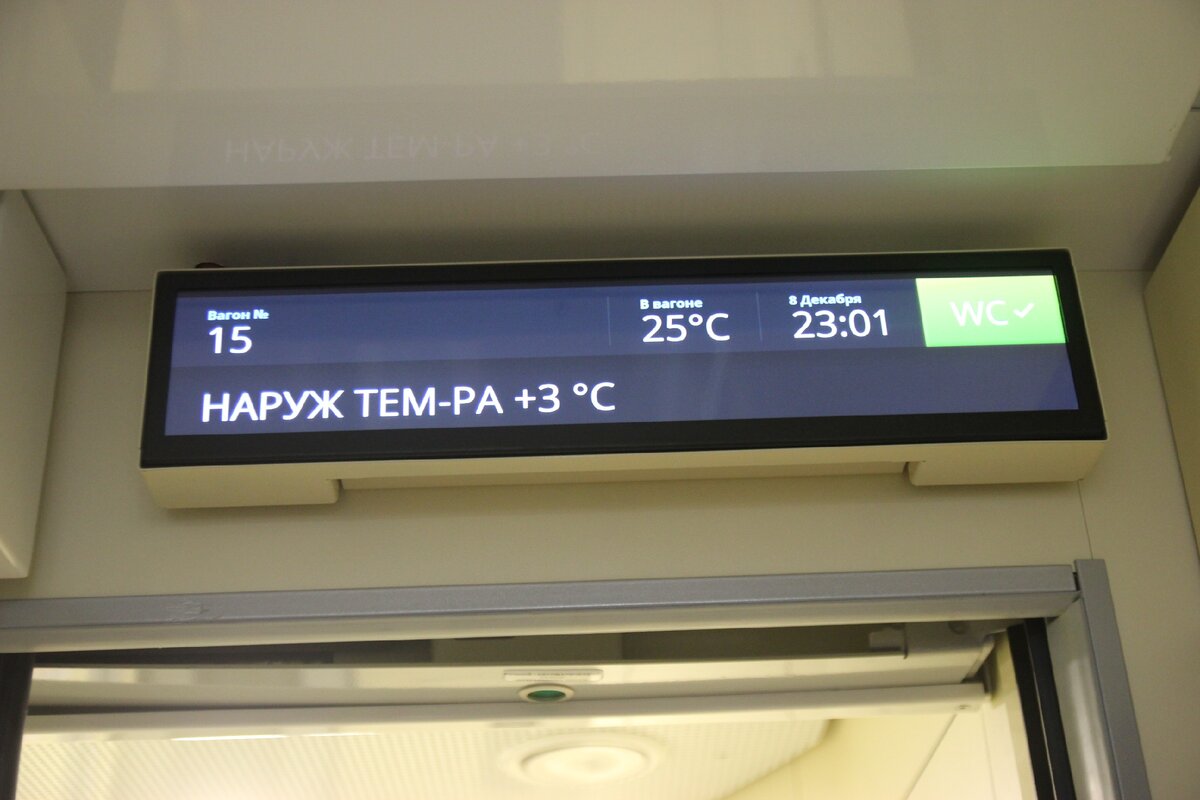 Вагон №
15
В вагоне
25°C
8 Декабря
23:01
WC ✓
НАРУЖ ТЕМ-РА +3 °C